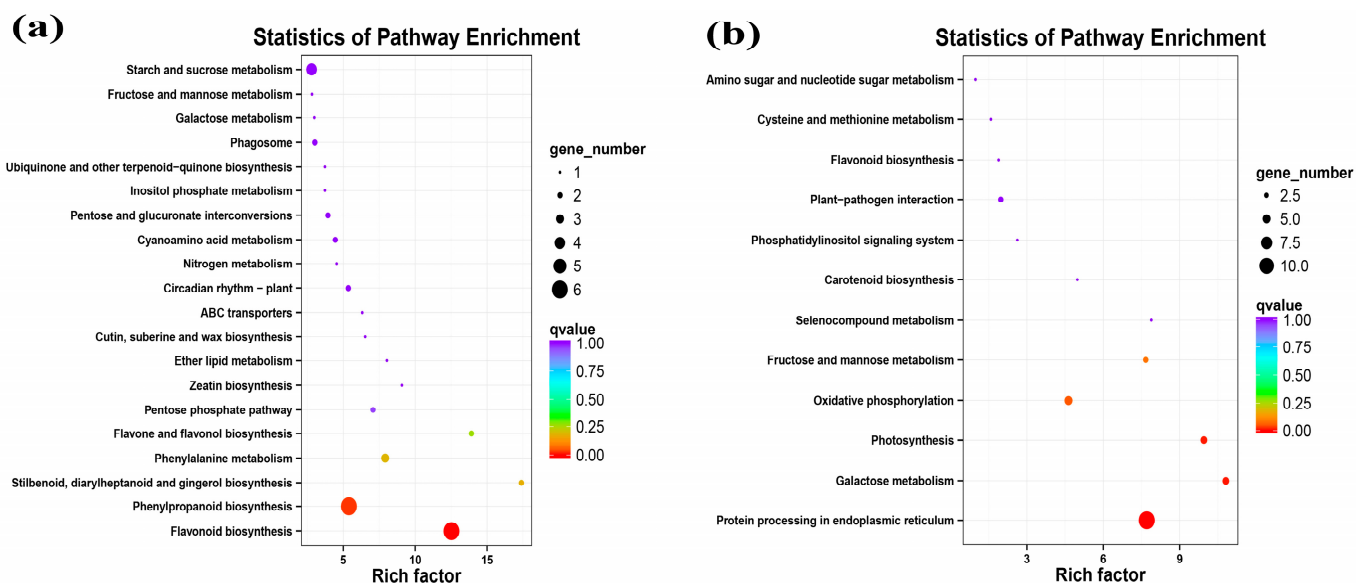 (a)
Statistics of Pathway Enrichment
Starch and sucrose metabolism
Fructose and mannose metabolism
Galactose metabolism
Phagosome
Ubiquinone and other terpenoid−quinone biosynthesis
Inositol phosphate metabolism
Pentose and glucuronate interconversions
Cyanoamino acid metabolism
Nitrogen metabolism
Circadian rhythm − plant
ABC transporters
Cutin, suberine and wax biosynthesis
Ether lipid metabolism
Zeatin biosynthesis
Pentose phosphate pathway
Flavone and flavonol biosynthesis
Phenylalanine metabolism
Stilbenoid, diarylheptanoid and gingerol biosynthesis
Phenylpropanoid biosynthesis
Flavonoid biosynthesis
5 10 15
Rich factor
gene_number
1
2
3
4
5
6
qvalue
1.00
0.75
0.50
0.25
0.00
(b)
Statistics of Pathway Enrichment
Amino sugar and nucleotide sugar metabolism
Cysteine and methionine metabolism
Flavonoid biosynthesis
Plant−pathogen interaction
Phosphatidylinositol signaling system
Carotenoid biosynthesis
Selenocompound metabolism
Fructose and mannose metabolism
Oxidative phosphorylation
Photosynthesis
Galactose metabolism
Protein processing in endoplasmic reticulum
3 6 9
Rich factor
gene_number
2.5
5.0
7.5
10.0
qvalue
1.00
0.75
0.50
0.25
0.00